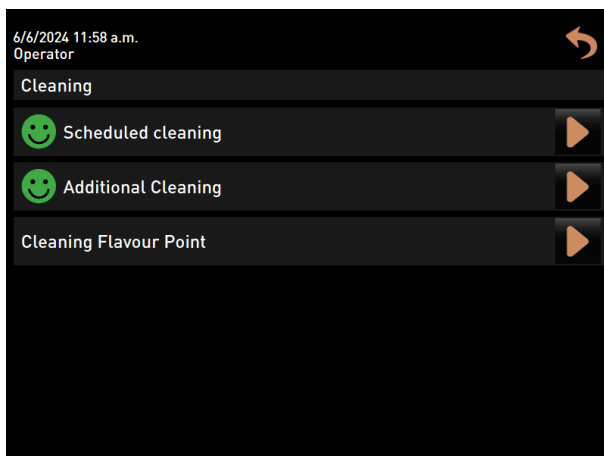 6/6/2024 11:58 a.m.
Operator
Cleaning
Scheduled cleaning
Additional Cleaning
Cleaning Flavour Point